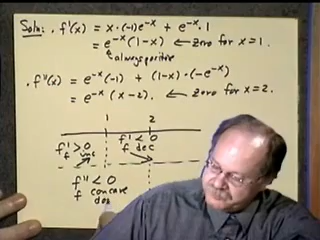 Soln: f'(x) = x·(-1)e^{-x} + e^{-x}·1
= e^{-x}(1-x) ← zero for x=1.
always positive
· f''(x) = e^{-x}(-1) + (1-x)·(-e^{-x})
= e^{-x}(x-2). ← zero for x=2.
1 2
f'>0 f'<0
f inc f dec
f''<0
f concave
down